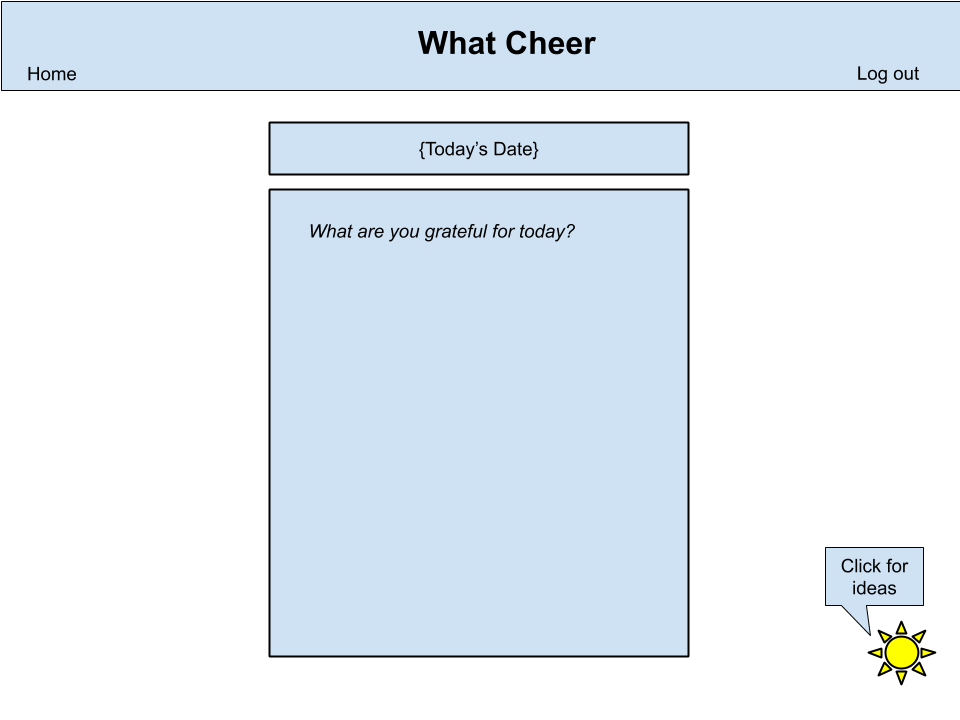 What Cheer
Home
Log out
{Today’s Date}
What are you grateful for today?
Click for
ideas